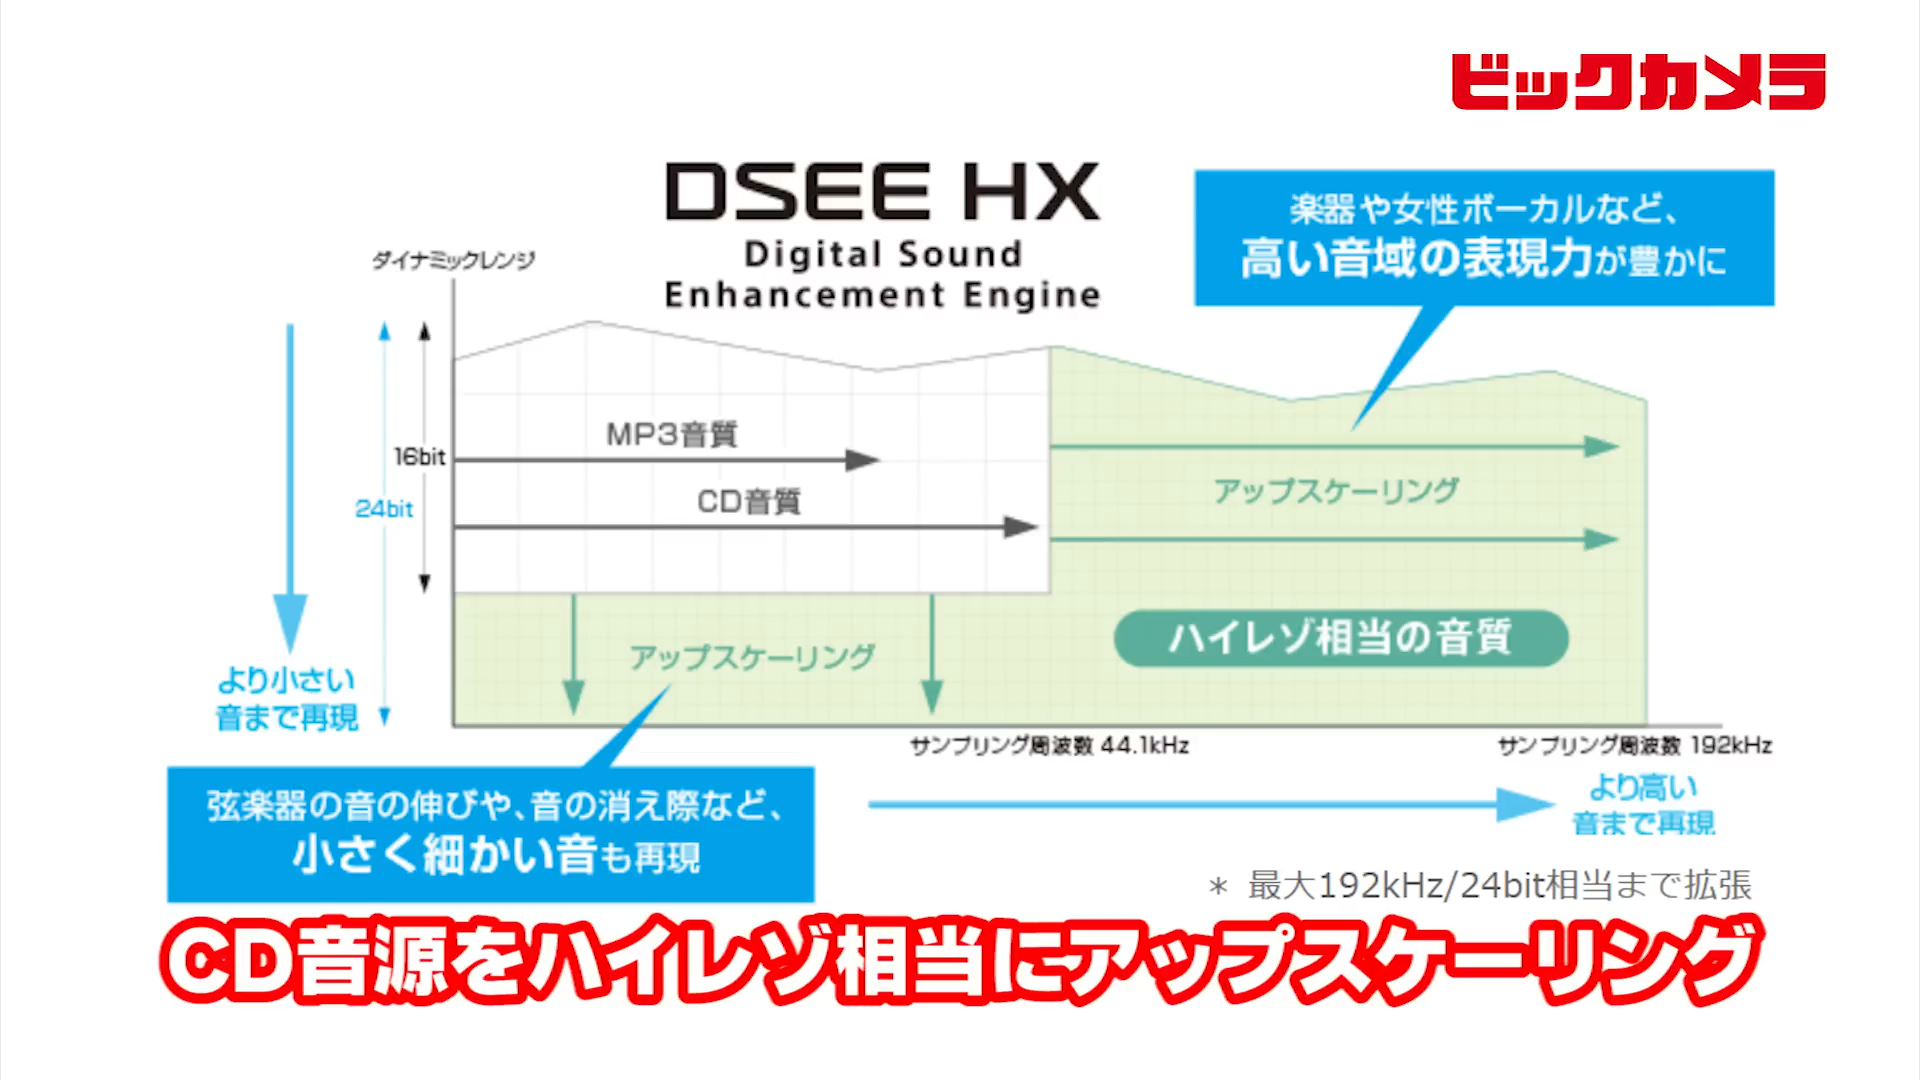 ビックカメラ
DSEE HX
Digital Sound
Enhancement Engine
楽器や女性ボーカルなど、
高い音域の表現力が豊かに
ダイナミックレンジ
MP3音質
16bit
CD音質
24bit
アップスケーリング
ハイレゾ相当の音質
アップスケーリング
より小さい
音まで再現
サンプリング周波数 44.1kHz
サンプリング周波数 192kHz
より高い
音まで再現
弦楽器の音の伸びや、音の消え際など、
小さく細かい音も再現
＊ 最大192kHz/24bit相当まで拡張
CD音源をハイレゾ相当にアップスケーリング